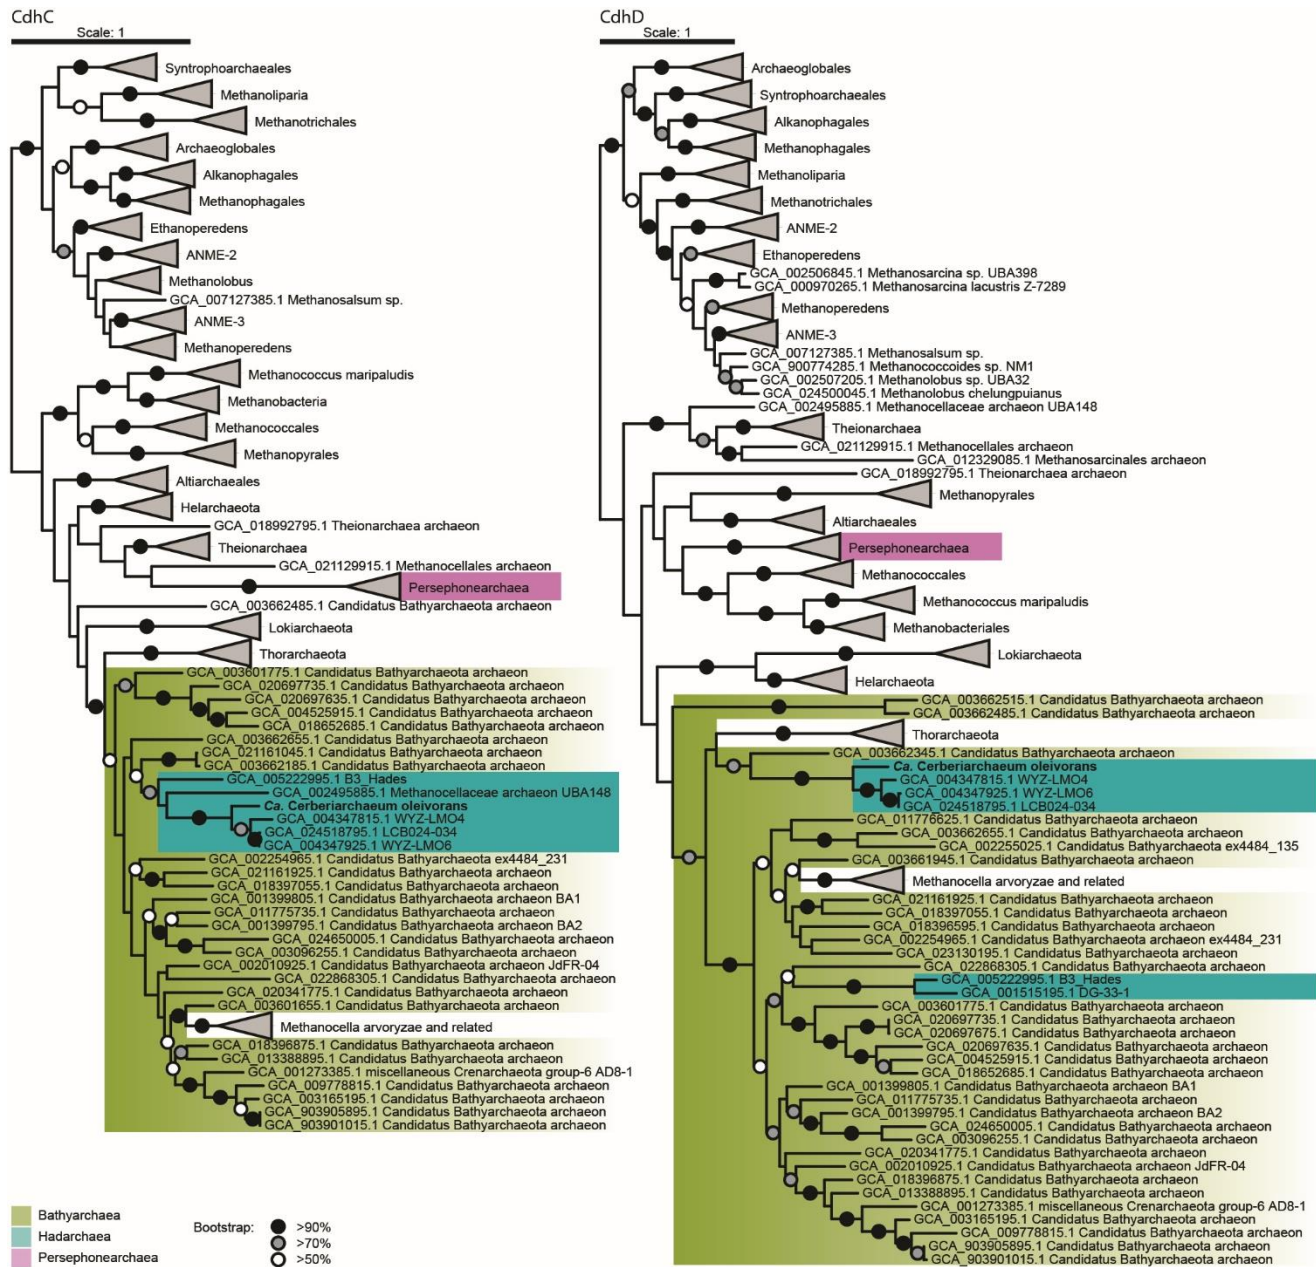 CdhC
Scale: 1
Syntrophoarchaeales
Methanoliparia
Methanotrichales
Archaeoglobales
Alkanophagales
Methanophagales
Ethanoperedens
ANME-2
Methanolobus
GCA_007127385.1 Methanosalsum sp.
ANME-3
Methanoperedens
Methanococcus maripaludis
Methanobacteria
Methanococcales
Methanopyrales
Altiarchaeales
Helarchaeota
GCA_018992795.1 Theionarchaea archaeon
Theionarchaea
GCA_021129915.1 Methanocellales archaeon
Persephonearchaea
GCA_003662485.1 Candidatus Bathyarchaeota archaeon
Lokiarchaeota
Thorarchaeota
GCA_003601775.1 Candidatus Bathyarchaeota archaeon
GCA_020697735.1 Candidatus Bathyarchaeota archaeon
GCA_020697635.1 Candidatus Bathyarchaeota archaeon
GCA_004525915.1 Candidatus Bathyarchaeota archaeon
GCA_018652685.1 Candidatus Bathyarchaeota archaeon
GCA_003662655.1 Candidatus Bathyarchaeota archaeon
GCA_021161045.1 Candidatus Bathyarchaeota archaeon
GCA_003662185.1 Candidatus Bathyarchaeota archaeon
GCA_005222995.1 B3_Hades
GCA_002495885.1 Methanocellaceae archaeon UBA148
Ca. Cerberiarchaeum oleivorans
GCA_004347815.1 WYZ-LMO4
GCA_024518795.1 LCB024-034
GCA_004347925.1 WYZ-LMO6
GCA_002254965.1 Candidatus Bathyarchaeota archaeon ex4484_231
GCA_021161925.1 Candidatus Bathyarchaeota archaeon
GCA_018397055.1 Candidatus Bathyarchaeota archaeon
GCA_001399805.1 Candidatus Bathyarchaeota archaeon BA1
GCA_011775735.1 Candidatus Bathyarchaeota archaeon
GCA_001399795.1 Candidatus Bathyarchaeota archaeon BA2
GCA_024650005.1 Candidatus Bathyarchaeota archaeon
GCA_003096255.1 Candidatus Bathyarchaeota archaeon
GCA_002010925.1 Candidatus Bathyarchaeota archaeon JdFR-04
GCA_022868305.1 Candidatus Bathyarchaeota archaeon
GCA_020341775.1 Candidatus Bathyarchaeota archaeon
GCA_003601655.1 Candidatus Bathyarchaeota archaeon
Methanocella arvoryzae and related
GCA_018396875.1 Candidatus Bathyarchaeota archaeon
GCA_013388895.1 Candidatus Bathyarchaeota archaeon
GCA_001273385.1 miscellaneous Crenarchaeota group-6 AD8-1
GCA_009778815.1 Candidatus Bathyarchaeota archaeon
GCA_003165195.1 Candidatus Bathyarchaeota archaeon
GCA_903905895.1 Candidatus Bathyarchaeota archaeon
GCA_903901015.1 Candidatus Bathyarchaeota archaeon
Bathyarchaea
Hadarchaea
Persephonearchaea
Bootstrap:
>90%
>70%
>50%
CdhD
Scale: 1
Archaeoglobales
Syntrophoarchaeales
Alkanophagales
Methanophagales
Methanoliparia
Methanotrichales
ANME-2
Ethanoperedens
GCA_002506845.1 Methanosarcina sp. UBA398
GCA_000970265.1 Methanosarcina lacustris Z-7289
Methanoperedens
ANME-3
GCA_007127385.1 Methanosalsum sp.
GCA_900774285.1 Methanococcoides sp. NM1
GCA_002507205.1 Methanolobus sp. UBA32
GCA_024500045.1 Methanolobus chelungpuianus
GCA_002495885.1 Methanocellaceae archaeon UBA148
Theionarchaea
GCA_021129915.1 Methanocellales archaeon
GCA_012329085.1 Methanosarcinales archaeon
GCA_018992795.1 Theionarchaea archaeon
Methanopyrales
Altiarchaeales
Persephonearchaea
Methanococcales
Methanococcus maripaludis
Methanobacteriales
Lokiarchaeota
Helarchaeota
GCA_003662515.1 Candidatus Bathyarchaeota archaeon
GCA_003662485.1 Candidatus Bathyarchaeota archaeon
Thorarchaeota
GCA_003662345.1 Candidatus Bathyarchaeota archaeon
Ca. Cerberiarchaeum oleivorans
GCA_004347815.1 WYZ-LMO4
GCA_004347925.1 WYZ-LMO6
GCA_024518795.1 LCB024-034
GCA_011776625.1 Candidatus Bathyarchaeota archaeon
GCA_003662655.1 Candidatus Bathyarchaeota archaeon
GCA_002255025.1 Candidatus Bathyarchaeota archaeon ex4484_135
GCA_003661945.1 Candidatus Bathyarchaeota archaeon
Methanocella arvoryzae and related
GCA_021161925.1 Candidatus Bathyarchaeota archaeon
GCA_018397055.1 Candidatus Bathyarchaeota archaeon
GCA_018396595.1 Candidatus Bathyarchaeota archaeon
GCA_002254965.1 Candidatus Bathyarchaeota archaeon ex4484_231
GCA_023130195.1 Candidatus Bathyarchaeota archaeon
GCA_022868305.1 Candidatus Bathyarchaeota archaeon
GCA_005222995.1 B3_Hades
GCA_001515195.1 DG-33-1
GCA_003601775.1 Candidatus Bathyarchaeota archaeon
GCA_020697735.1 Candidatus Bathyarchaeota archaeon
GCA_020697675.1 Candidatus Bathyarchaeota archaeon
GCA_020697635.1 Candidatus Bathyarchaeota archaeon
GCA_004525915.1 Candidatus Bathyarchaeota archaeon
GCA_018652685.1 Candidatus Bathyarchaeota archaeon
GCA_001399805.1 Candidatus Bathyarchaeota archaeon BA1
GCA_011775735.1 Candidatus Bathyarchaeota archaeon
GCA_001399795.1 Candidatus Bathyarchaeota archaeon BA2
GCA_024650005.1 Candidatus Bathyarchaeota archaeon
GCA_003096255.1 Candidatus Bathyarchaeota archaeon
GCA_020341775.1 Candidatus Bathyarchaeota archaeon
GCA_002010925.1 Candidatus Bathyarchaeota archaeon JdFR-04
GCA_018396875.1 Candidatus Bathyarchaeota archaeon
GCA_013388895.1 Candidatus Bathyarchaeota archaeon
GCA_001273385.1 miscellaneous Crenarchaeota group-6 AD8-1
GCA_003165195.1 Candidatus Bathyarchaeota archaeon
GCA_009778815.1 Candidatus Bathyarchaeota archaeon
GCA_903905895.1 Candidatus Bathyarchaeota archaeon
GCA_903901015.1 Candidatus Bathyarchaeota archaeon